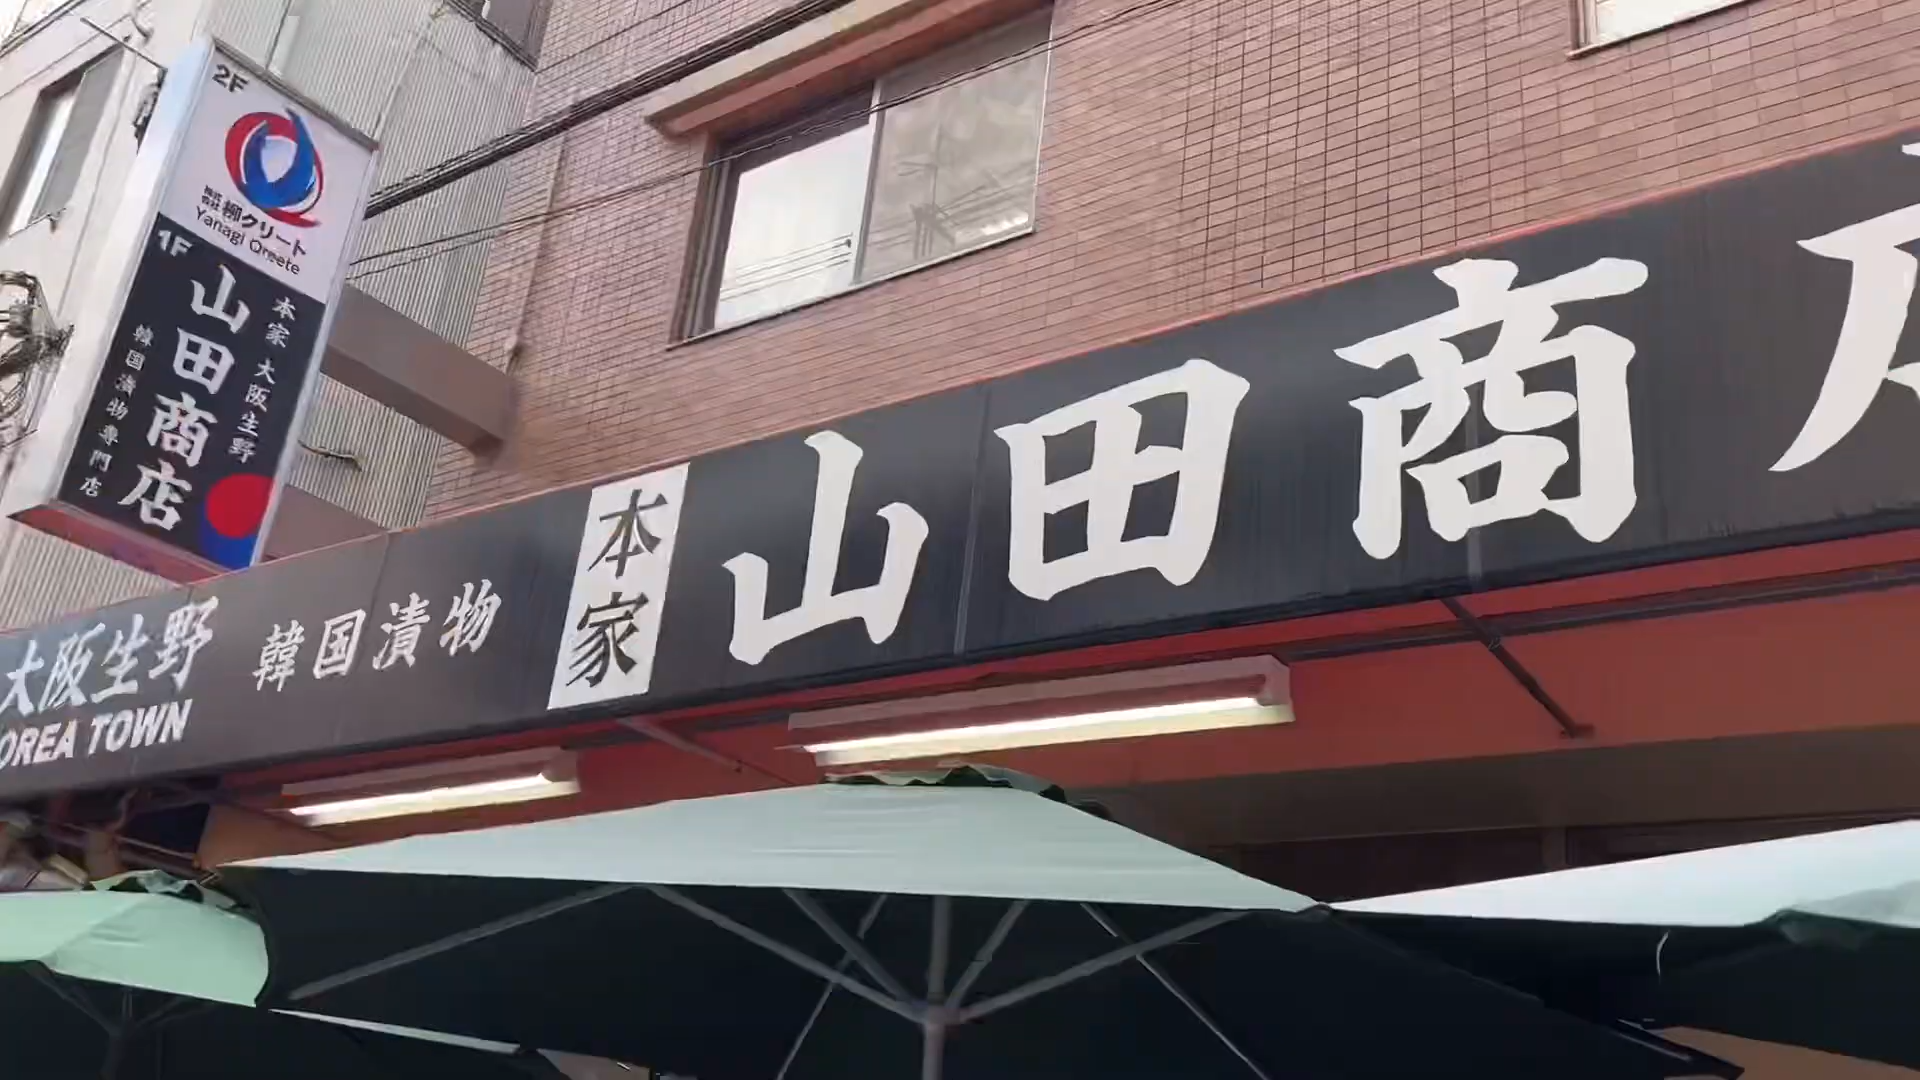 2F
株式会社 柳クリート
Yanagi Creete
1F
本家 大阪生野
山田商店
韓国漬物専門店
大阪生野
OREA TOWN
韓国漬物
本家
山田商